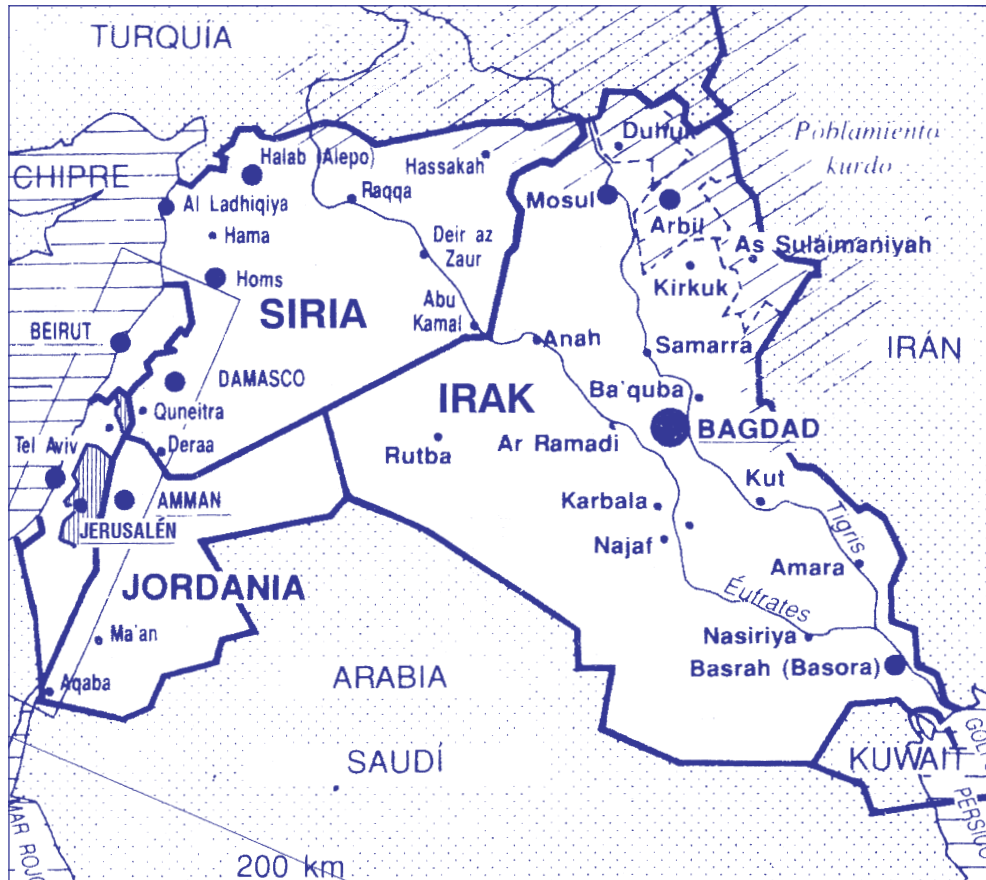 TURQUÍA
Duhuk
Poblamiento
kurdo
Halab (Alepo)
Hassakah
CHIPRE
Raqqa
Mosul
Al Ladhiqiya
Arbil
Hama
As Sulaimaniyah
Deir az
Zaur
Homs
Kirkuk
SIRIA
Abu
Kamal
BEIRUT
Anah
Samarra
IRÁN
DAMASCO
IRAK
Ba'quba
Quneitra
BAGDAD
Tel Aviv
Deraa
Rutba
Ar Ramadi
Kut
AMMAN
Karbala
JERUSALÉN
Tigris
Najaf
Amara
JORDANIA
Éufrates
Ma'an
Nasiriya
Basrah (Basora)
Aqaba
ARABIA
SAUDÍ
KUWAIT
GOL
PÉRSICO
MAR ROJO
200 km